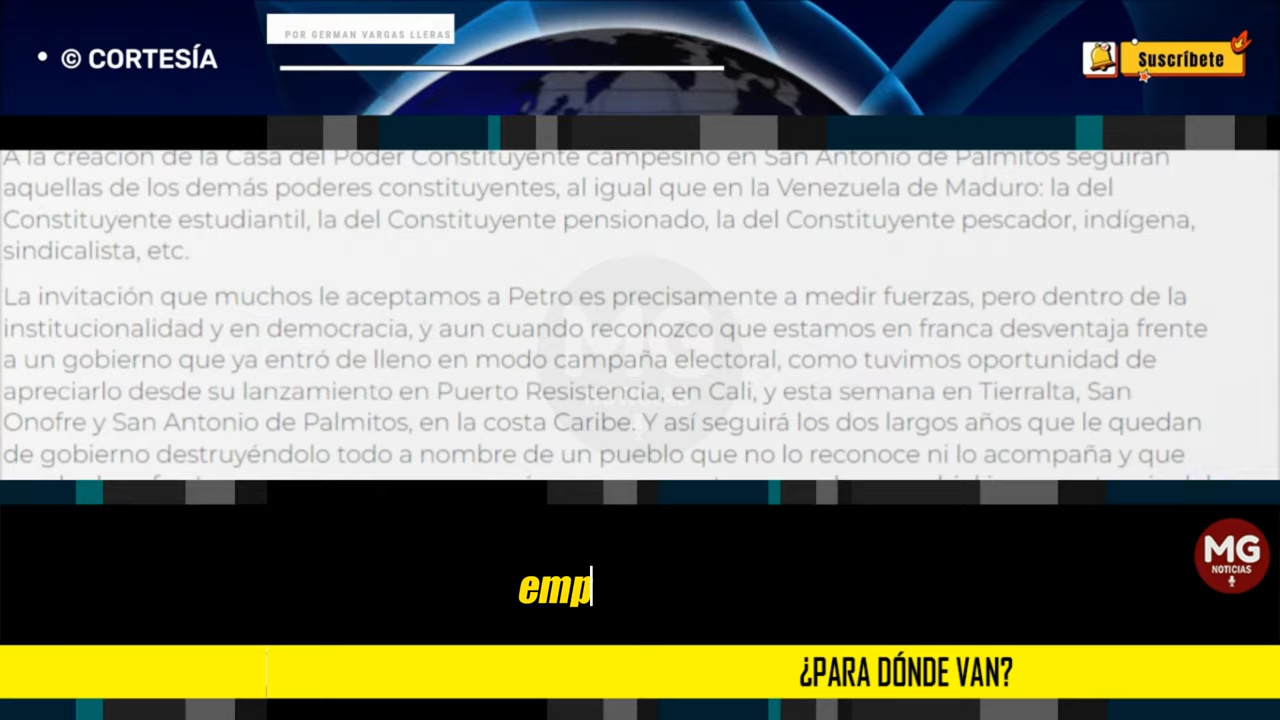 POR GERMAN VARGAS LLERAS
• © CORTESÍA
Suscríbete
A la creación de la Casa del Poder Constituyente campesino en San Antonio de Palmitos seguirán
aquellas de los demás poderes constituyentes, al igual que en la Venezuela de Maduro: la del
Constituyente estudiantil, la del Constituyente pensionado, la del Constituyente pescador, indígena,
sindicalista, etc.
La invitación que muchos le aceptamos a Petro es precisamente a medir fuerzas, pero dentro de la
institucionalidad y en democracia, y aun cuando reconozco que estamos en franca desventaja frente
a un gobierno que ya entró de lleno en modo campaña electoral, como tuvimos oportunidad de
apreciarlo desde su lanzamiento en Puerto Resistencia, en Cali, y esta semana en Tierralta, San
Onofre y San Antonio de Palmitos, en la costa Caribe. Y así seguirá los dos largos años que le quedan
de gobierno destruyéndolo todo a nombre de un pueblo que no lo reconoce ni lo acompaña y que
MG
NOTICIAS
emp
¿PARA DÓNDE VAN?